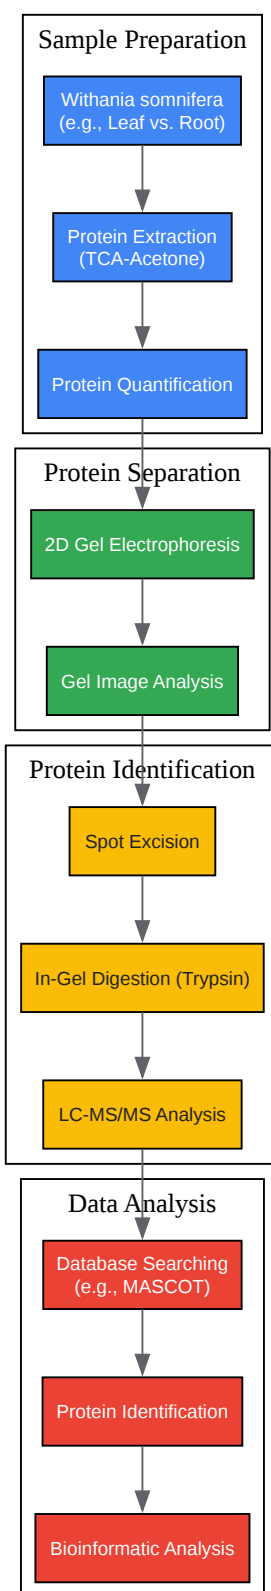 Sample Preparation
Withania somnifera
(e.g., Leaf vs. Root)
Protein Extraction
(TCA-Acetone)
Protein Quantification
Protein Separation
2D Gel Electrophoresis
Gel Image Analysis
Protein Identification
Spot Excision
In-Gel Digestion (Trypsin)
LC-MS/MS Analysis
Data Analysis
Database Searching
(e.g., MASCOT)
Protein Identification
Bioinformatic Analysis